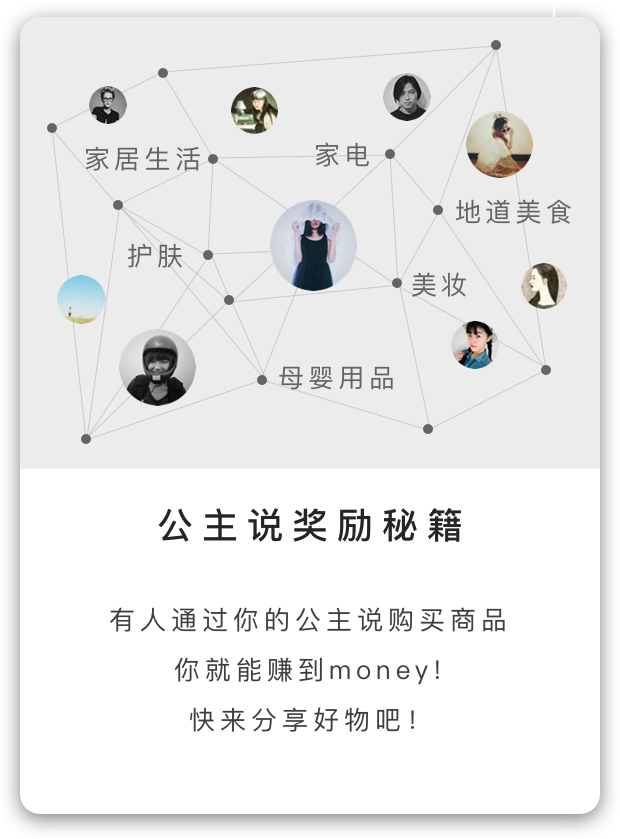 家居生活
家电
地道美食
护肤
美妆
母婴用品
公主说奖励秘籍
有人通过你的公主说购买商品
你就能赚到money!
快来分享好物吧!